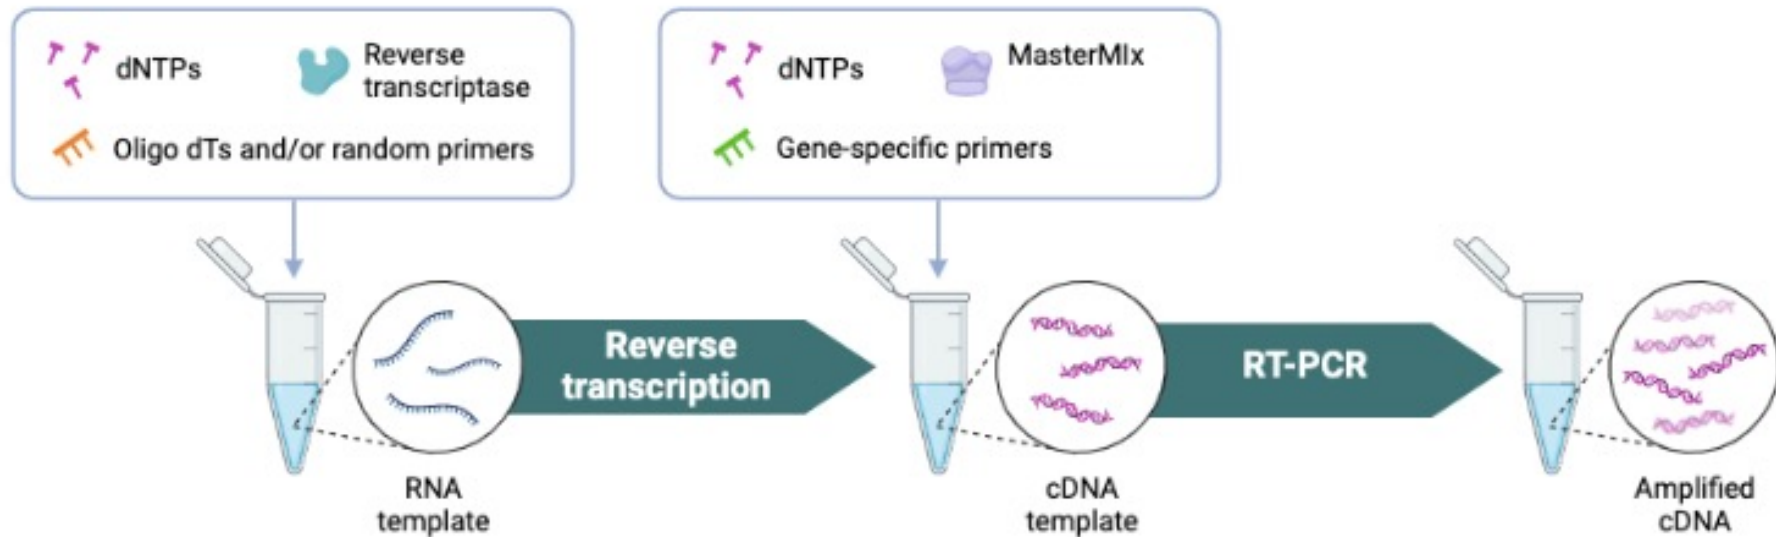 dNTPs
Reverse
transcriptase
Oligo dTs and/or random primers
dNTPs
MasterMIx
Gene-specific primers
Reverse
transcription
RT-PCR
RNA
template
cDNA
template
Amplified
cDNA